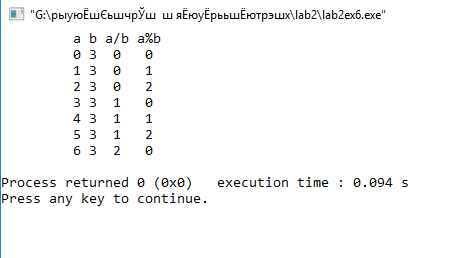 "G:\рыуюЁшЄьшчрЎш  ш яЁюуЁрььшЁютрэшх\lab2\lab2ex6.exe"
a b a/b a%b
0 3 0 0
1 3 0 1
2 3 0 2
3 3 1 0
4 3 1 1
5 3 1 2
6 3 2 0
Process returned 0 (0x0)   execution time : 0.094 s
Press any key to continue.